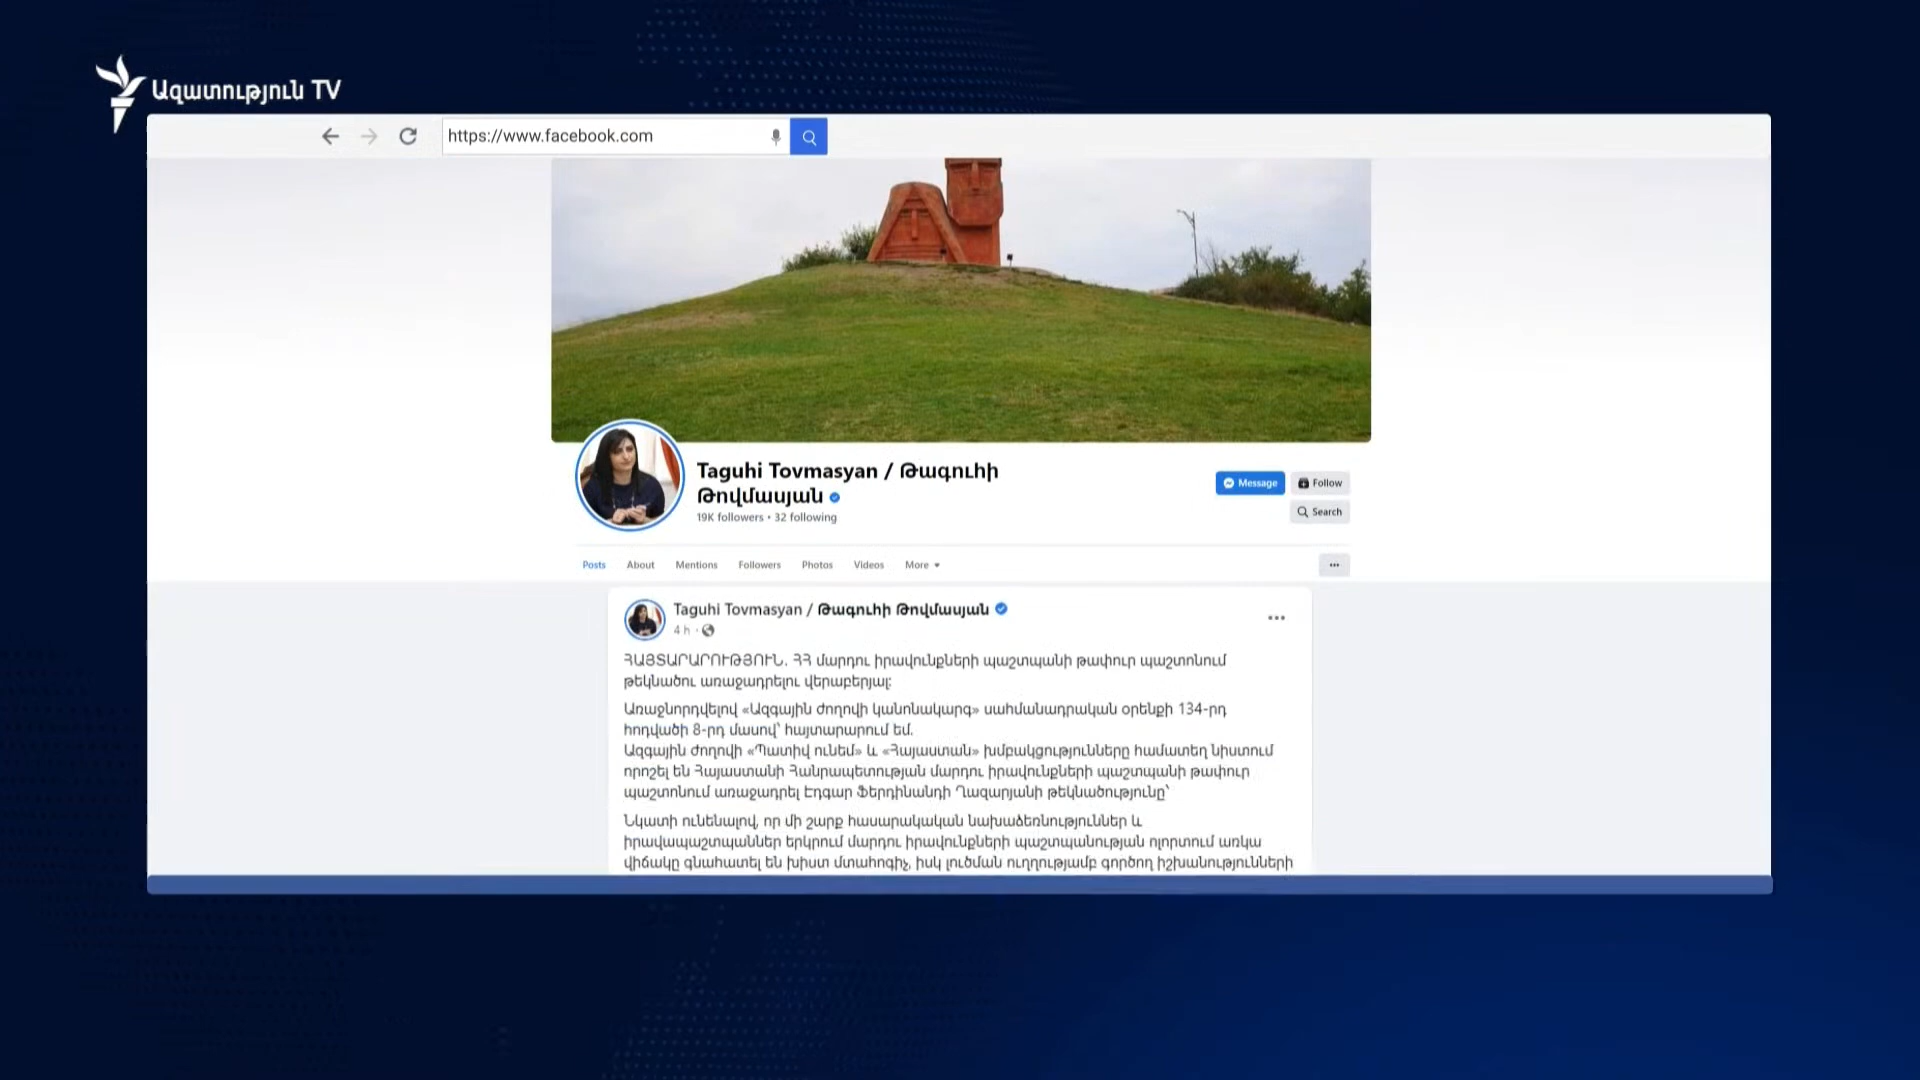 Ազատություն TV
https://www.facebook.com
Taguhi Tovmasyan / Թագուհի
Թովմասյան
19K followers • 32 following
Message
Follow
Search
Posts About Mentions Followers Photos Videos More
Taguhi Tovmasyan / Թագուհի Թովմասյան
4 h ·
ՀԱՅՏԱՐԱՐՈՒԹՅՈՒՆ. ՀՀ մարդու իրավունքների պաշտպանի թափուր պաշտոնում
թեկնածու առաջադրելու վերաբերյալ:
Առաջնորդվելով «Ազգային ժողովի կանոնակարգ» սահմանադրական օրենքի 134-րդ
հոդվածի 8-րդ մասով՝ հայտարարում եմ.
Ազգային ժողովի «Պատիվ ունեմ» և «Հայաստան» խմբակցությունները համատեղ նիստում
որոշել են Հայաստանի Հանրապետության մարդու իրավունքների պաշտպանի թափուր
պաշտոնում առաջադրել Էդգար Ֆերդինանդի Ղազարյանի թեկնածությունը՝
Նկատի ունենալով, որ մի շարք հասարակական նախաձեռնություններ և
իրավապաշտպաններ երկրում մարդու իրավունքների պաշտպանության ոլորտում առկա
վիճակը գնահատել են խիստ մտահոգիչ, իսկ լուծման ուղղությամբ գործող իշխանությունների